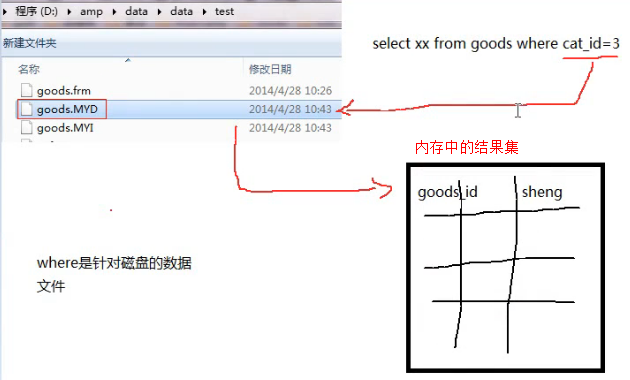 程序 (D:) ▸ amp ▸ data ▸ data ▸ test
新建文件夹
名称 修改日期
goods.frm 2014/4/28 10:26
goods.MYD 2014/4/28 10:43
goods.MYI 2014/4/28 10:43
select xx from goods where cat_id=3
内存中的结果集
goods_id sheng
where是针对磁盘的数据
文件